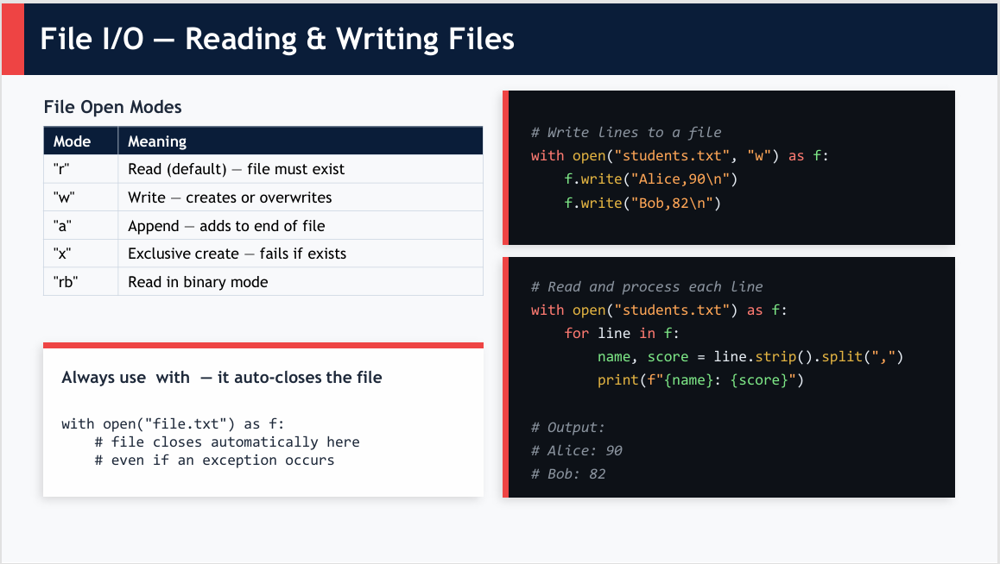 File I/O — Reading & Writing Files
File Open Modes
Mode Meaning
"r" Read (default) — file must exist
"w" Write — creates or overwrites
"a" Append — adds to end of file
"x" Exclusive create — fails if exists
"rb" Read in binary mode
Always use  with  — it auto-closes the file
with open("file.txt") as f:
    # file closes automatically here
    # even if an exception occurs
# Write lines to a file
with open("students.txt", "w") as f:
    f.write("Alice,90\n")
    f.write("Bob,82\n")
# Read and process each line
with open("students.txt") as f:
    for line in f:
        name, score = line.strip().split(",")
        print(f"{name}: {score}")
# Output:
# Alice: 90
# Bob: 82